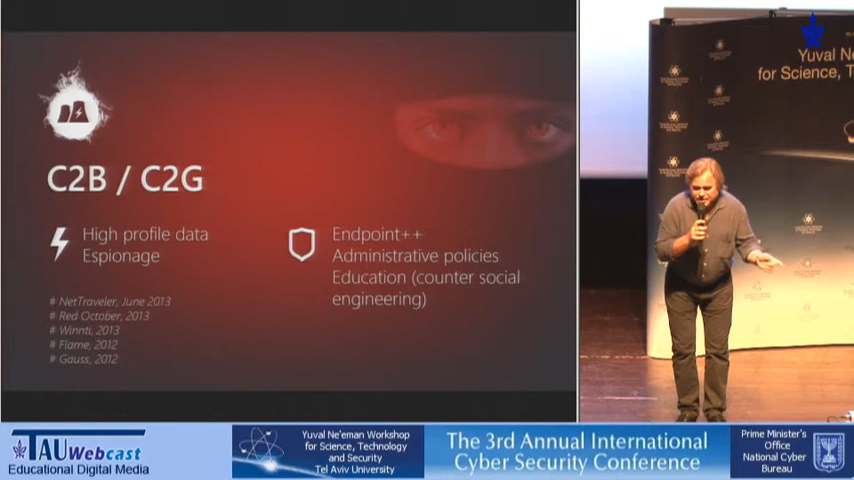 C2B / C2G
High profile data
Espionage
Endpoint++
Administrative policies
Education (counter social
engineering)
# NetTraveler, June 2013
# Red October, 2013
# Winnti, 2013
# Flame, 2012
# Gauss, 2012
Yuval Ne
for Science, T
TAU Webcast
Educational Digital Media
Yuval Ne'eman Workshop
for Science, Technology
and Security
Tel Aviv University
The 3rd Annual International
Cyber Security Conference
Prime Minister's
Office
National Cyber
Bureau